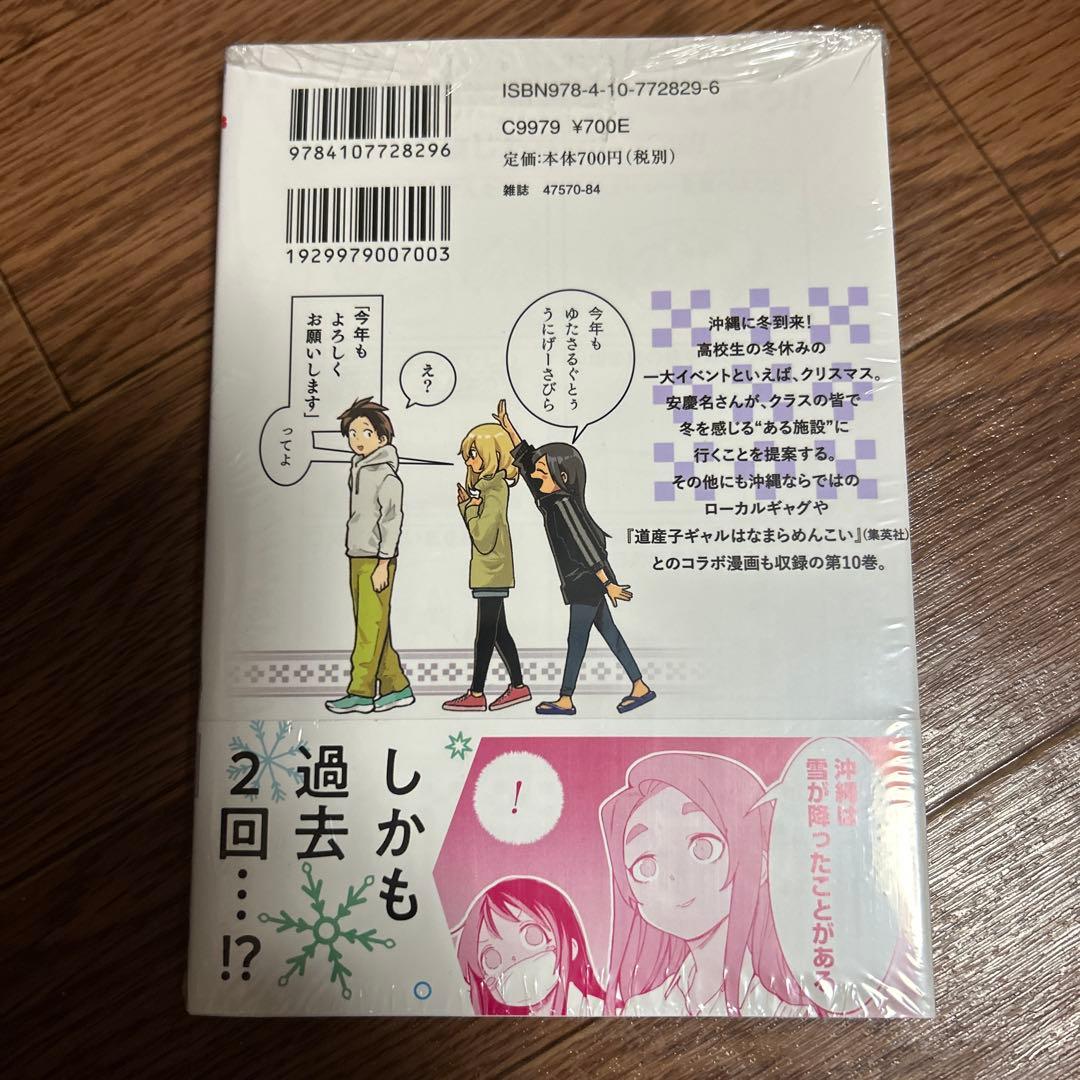 ISBN978-4-10-772829-6
C9979 ¥700E
定価:本体700円(税別)
雑誌 47570-84
9784107728296
1929979007003
今年も
ゆたさるぐとぅ
うにげーさびら
え?
「今年も
よろしく
お願いします」
ってよ
沖縄に冬到来!
高校生の冬休みの
一大イベントといえば、クリスマス。
安慶名さんが、クラスの皆で
冬を感じる“ある施設”に
行くことを提案する。
その他にも沖縄ならではの
ローカルギャグや
『道産子ギャルはなまらめんこい』(集英社)
とのコラボ漫画も収録の第10巻。
沖縄は
雪が降ったことがある
!
しかも
過去
2回…!?